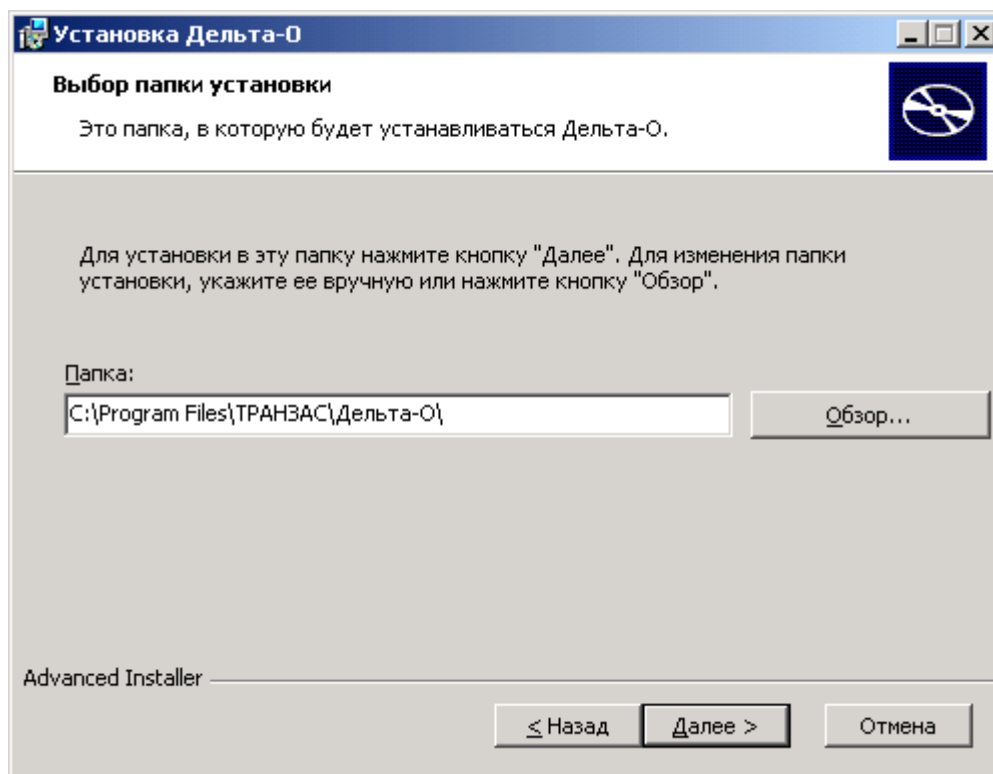 Установка Дельта-О
Выбор папки установки
Это папка, в которую будет устанавливаться Дельта-О.
Для установки в эту папку нажмите кнопку "Далее". Для изменения папки
установки, укажите ее вручную или нажмите кнопку "Обзор".
Папка:
C:\Program Files\ТРАНЗАС\Дельта-О\
Обзор...
Advanced Installer
< Назад
Далее >
Отмена